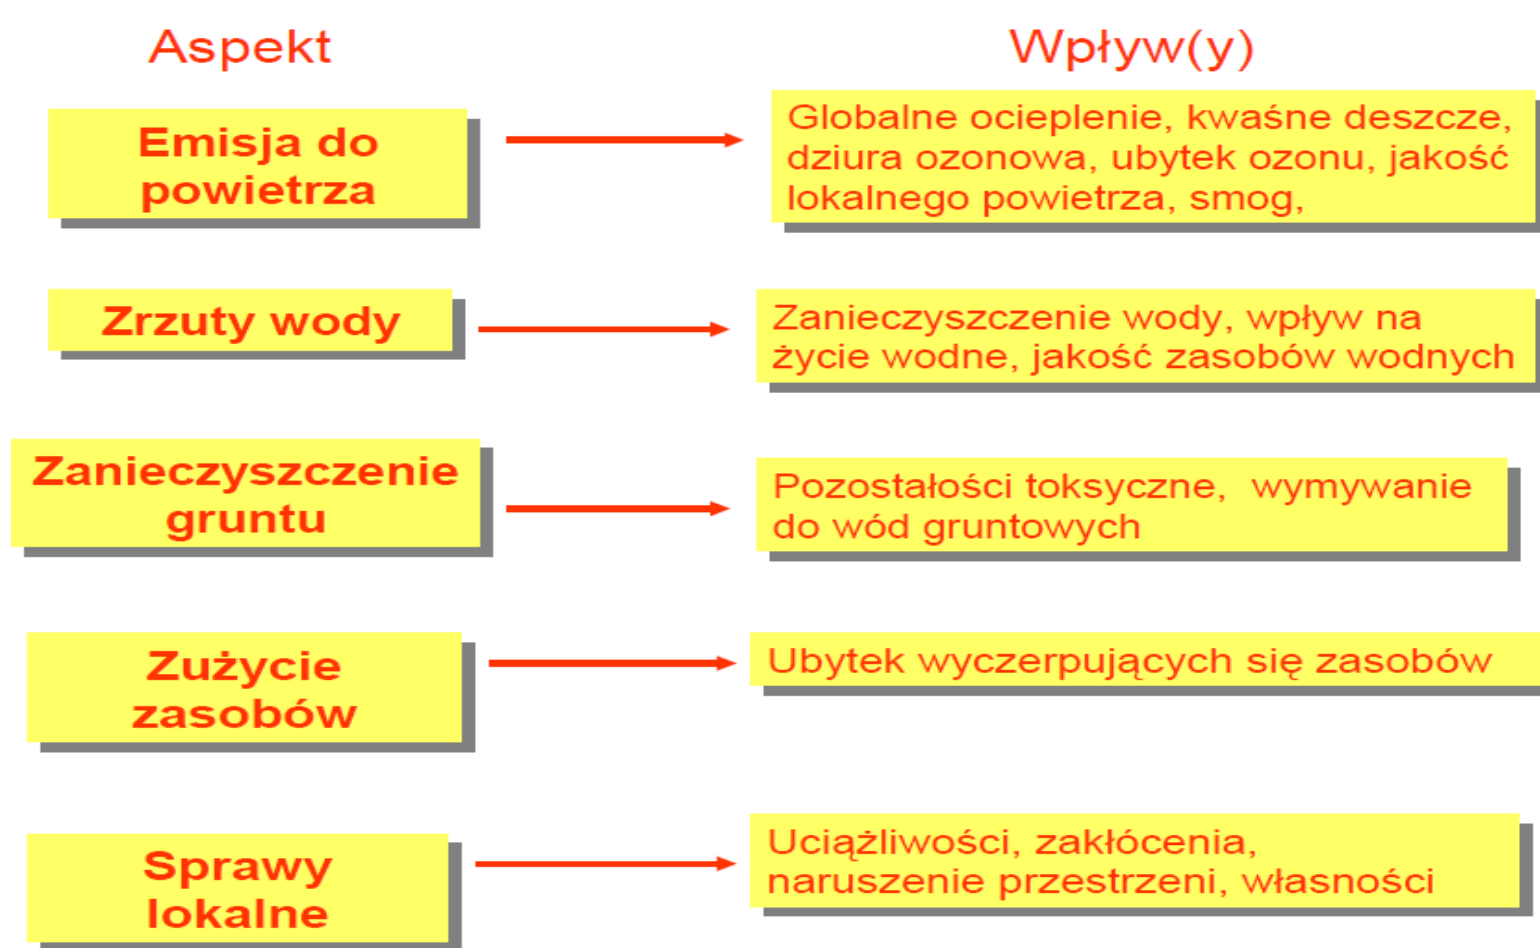 Aspekt
Wpływ(y)
Emisja do
powietrza
Globalne ocieplenie, kwaśne deszcze,
dziura ozonowa, ubytek ozonu, jakość
lokalnego powietrza, smog,
Zrzuty wody
Zanieczyszczenie wody, wpływ na
życie wodne, jakość zasobów wodnych
Zanieczyszczenie
gruntu
Pozostałości toksyczne, wymywanie
do wód gruntowych
Zużycie
zasobów
Ubytek wyczerpujących się zasobów
Sprawy
lokalne
Uciążliwości, zakłócenia,
naruszenie przestrzeni, własności